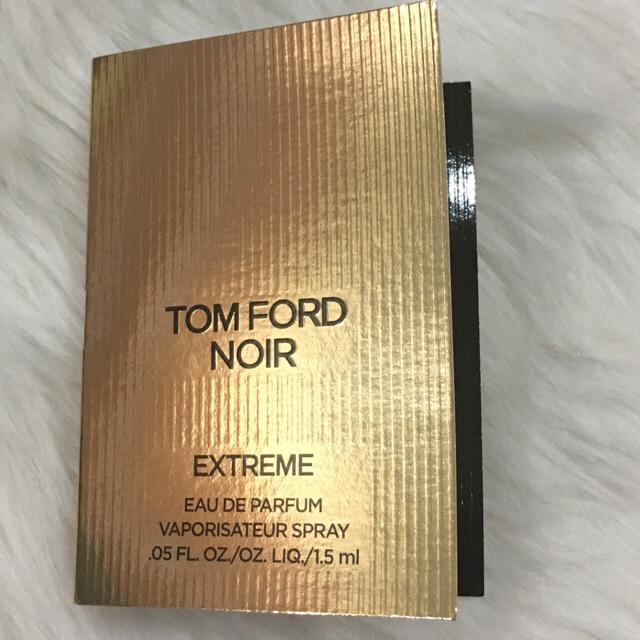 TOM FORD
NOIR
EXTREME
EAU DE PARFUM
VAPORISATEUR SPRAY
.05 FL. OZ./OZ. LIQ./1.5 ml